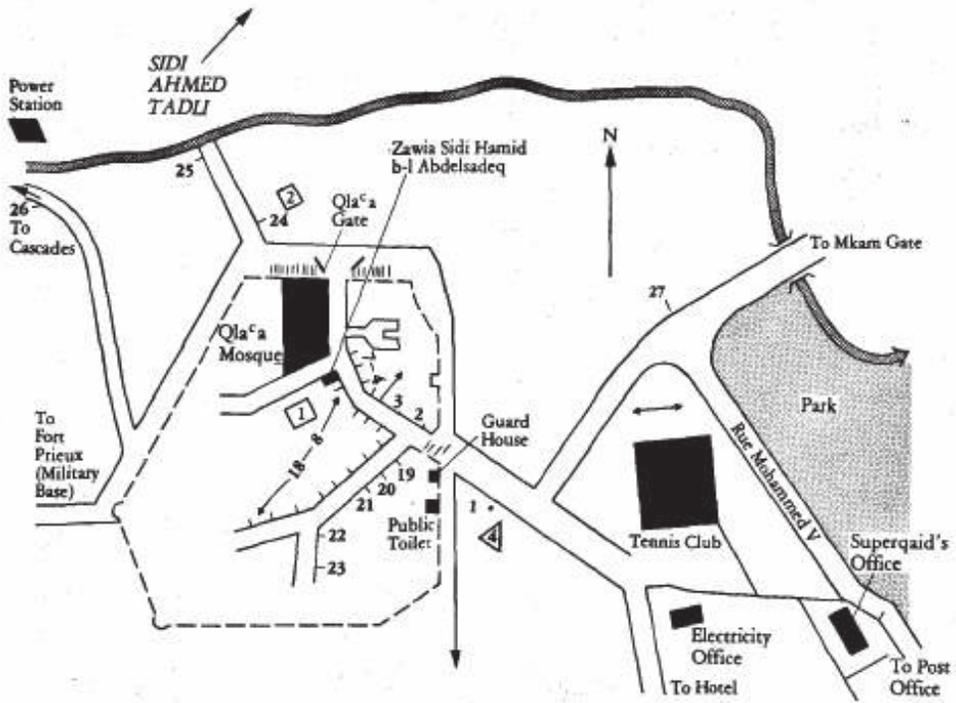 SIDI
AHMED
TADLI
Power
Station
N
Zawia Sidi Hamid
b-l Abdelsadeq
25
2
Qlaᶜa
Gate
24
26
To
Cascades
To Mkam Gate
27
Qlaᶜa
Mosque
4
3
2
1
Park
To
Fort
Prieux
(Military
Base)
Guard
House
8
18
19
20
21
Public
Toilet
1
4
22
23
Tennis Club
Rue Mohammed V
Superqaid's
Office
Electricity
Office
To Hotel
To Post
Office